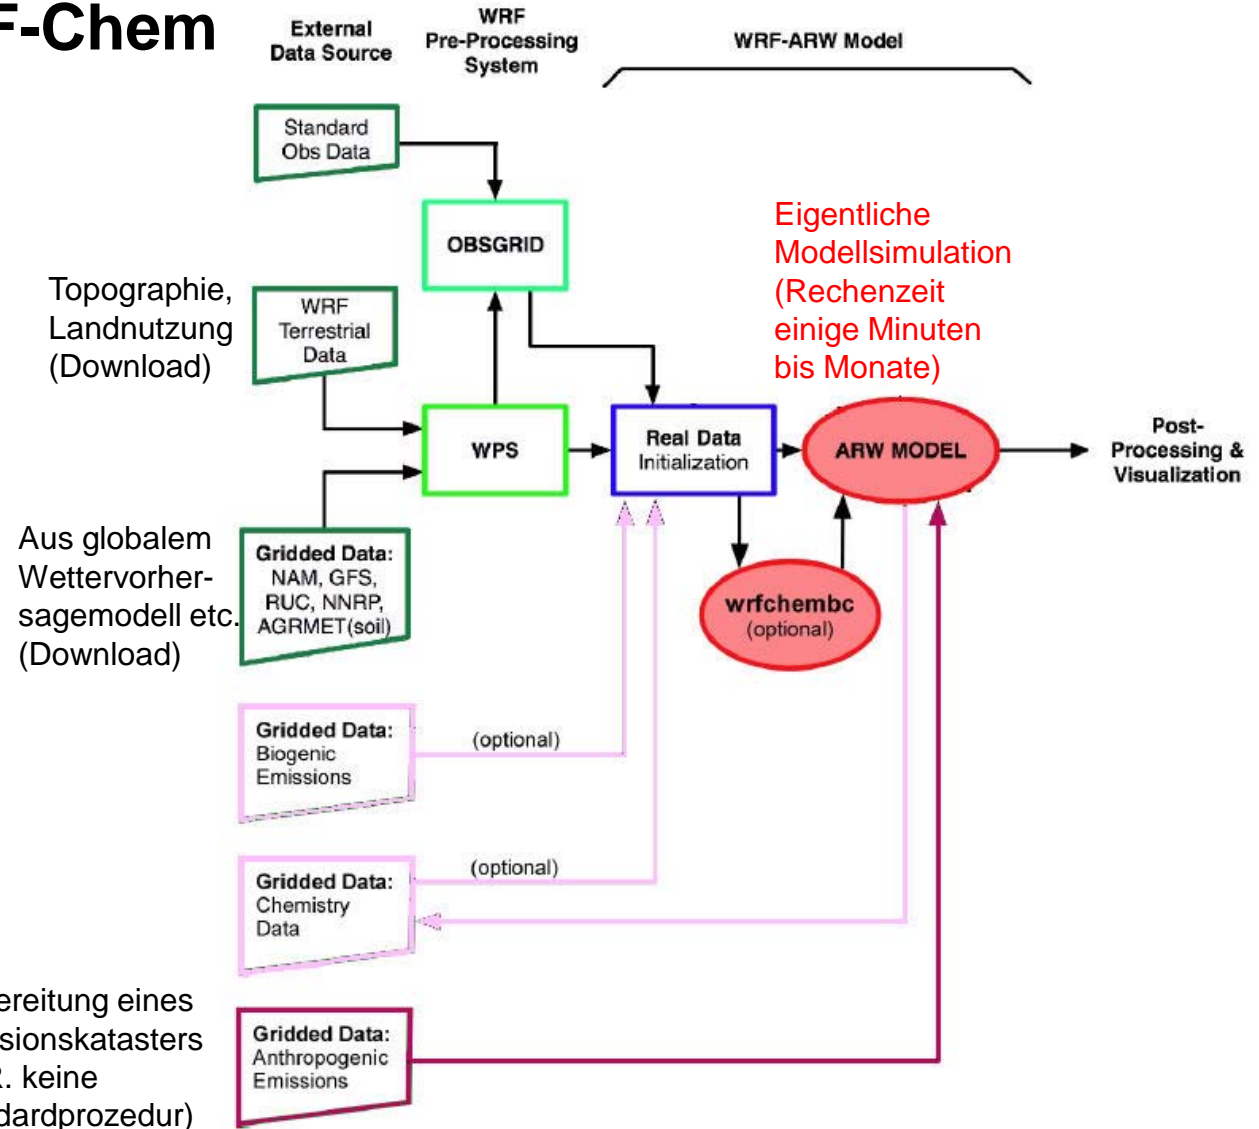 F-Chem
External
Data Source
WRF
Pre-Processing
System
WRF-ARW Model
Standard
Obs Data
OBSGRID
Eigentliche
Modellsimulation
(Rechenzeit
einige Minuten
bis Monate)
Topographie,
Landnutzung
(Download)
WRF
Terrestrial
Data
WPS
Real Data
Initialization
ARW MODEL
Post-
Processing &
Visualization
Aus globalem
Wettervorher-
sagemodell etc.
(Download)
Gridded Data:
NAM, GFS,
RUC, NNRP,
AGRMET(soil)
wrfchembc
(optional)
Gridded Data:
Biogenic
Emissions
(optional)
Gridded Data:
Chemistry
Data
(optional)
ereitung eines
sionskatasters
R. keine
dardprozedur)
Gridded Data:
Anthropogenic
Emissions